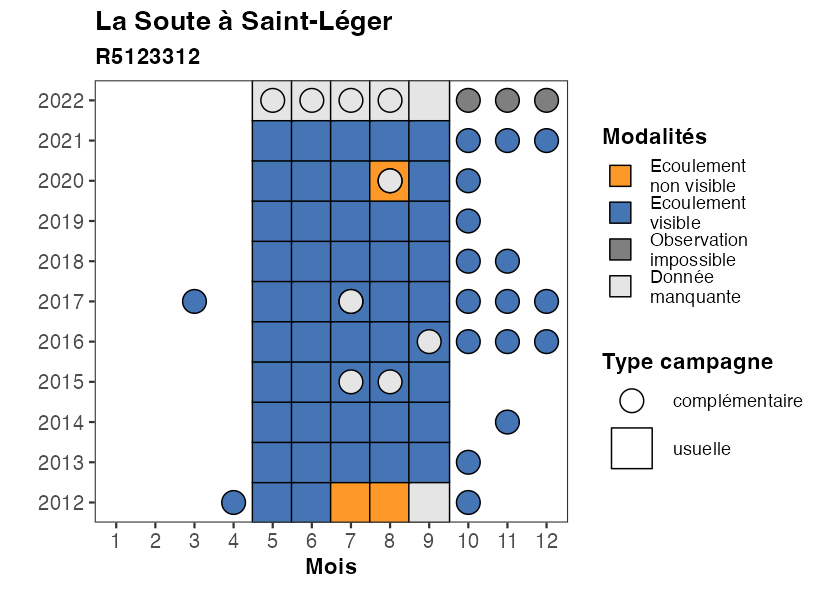 La Soute à Saint-Léger
R5123312
2022
2021
2020
2019
2018
2017
2016
2015
2014
2013
2012
1 2 3 4 5 6 7 8 9 10 11 12
Mois
Modalités
Ecoulement
non visible
Ecoulement
visible
Observation
impossible
Donnée
manquante
Type campagne
complémentaire
usuelle